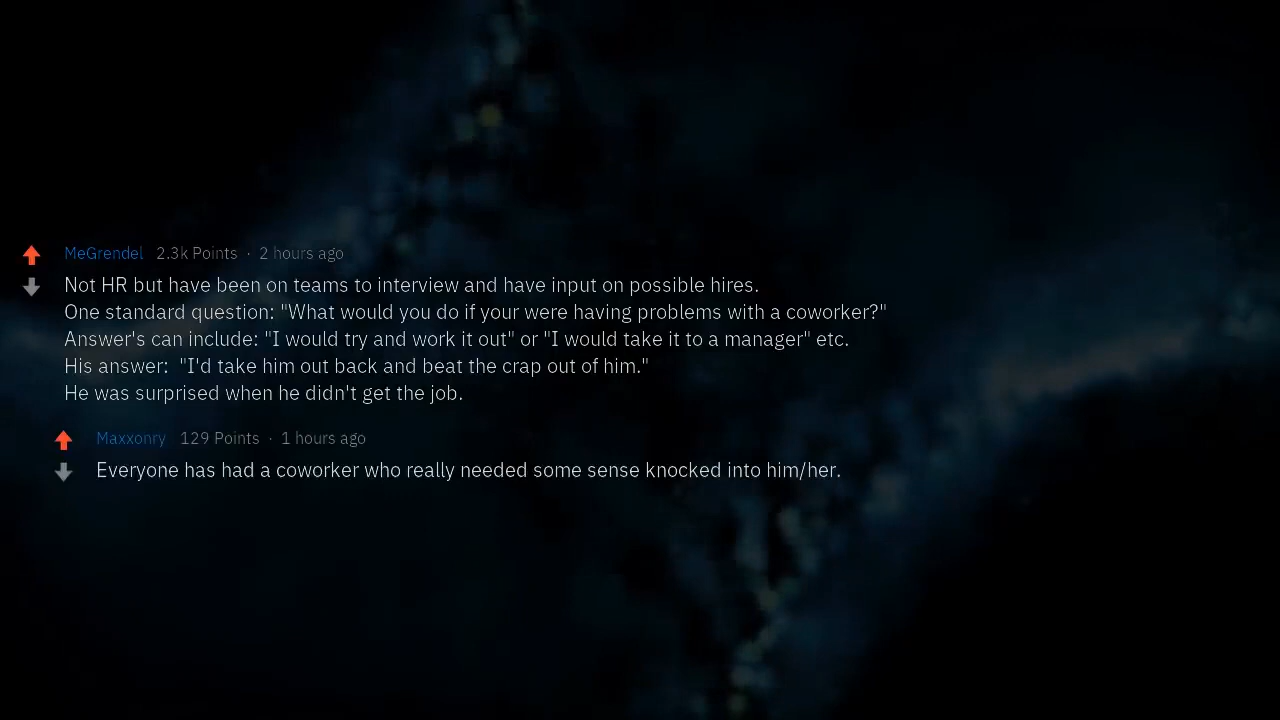 MeGrendel 2.3k Points · 2 hours ago
Not HR but have been on teams to interview and have input on possible hires.
One standard question: "What would you do if your were having problems with a coworker?"
Answer's can include: "I would try and work it out" or "I would take it to a manager" etc.
His answer:  "I'd take him out back and beat the crap out of him."
He was surprised when he didn't get the job.
Maxxonry 129 Points · 1 hours ago
Everyone has had a coworker who really needed some sense knocked into him/her.